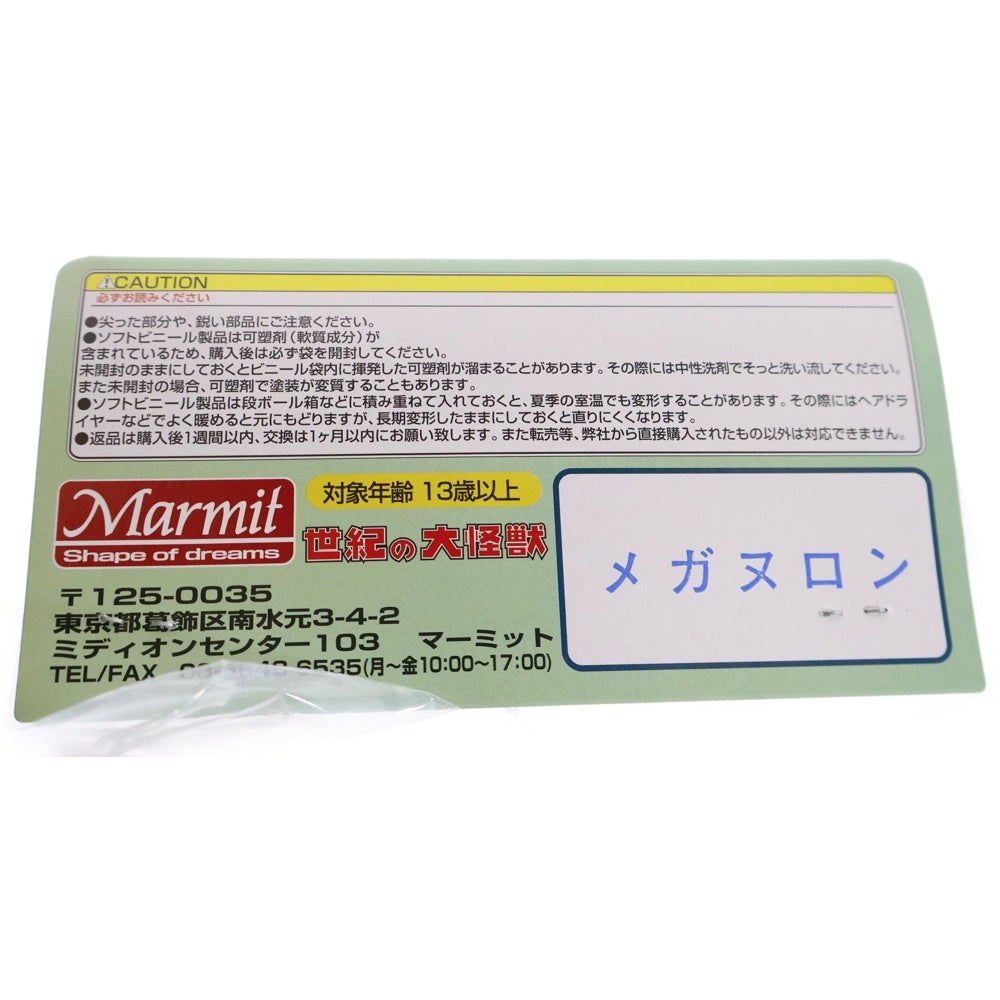 ⚠CAUTION
必ずお読みください
●尖った部分や、鋭い部品にご注意ください。
●ソフトビニール製品は可塑剤(軟質成分)が
含まれているため、購入後は必ず袋を開封してください。
未開封のままにしておくとビニール袋内に揮発した可塑剤が溜まることがあります。その際には中性洗剤でそっと洗い流してください。
また未開封の場合、可塑剤で塗装が変質することもあります。
●ソフトビニール製品は段ボール箱などに積み重ねて入れておくと、夏季の室温でも変形することがあります。その際にはヘアドラ
イヤーなどでよく暖めると元にもどりますが、長期変形したままにしておくと直りにくくなります。
●返品は購入後1週間以内、交換は1ヶ月以内にお願い致します。また転売等、弊社から直接購入されたもの以外は対応できません。
Marmit
Shape of dreams
対象年齢 13歳以上
世紀の大怪獣
〒125-0035
東京都葛飾区南水元3-4-2
ミディオンセンター103 マーミット
TEL/FAX 6535(月〜金10:00〜17:00)
メガヌロン